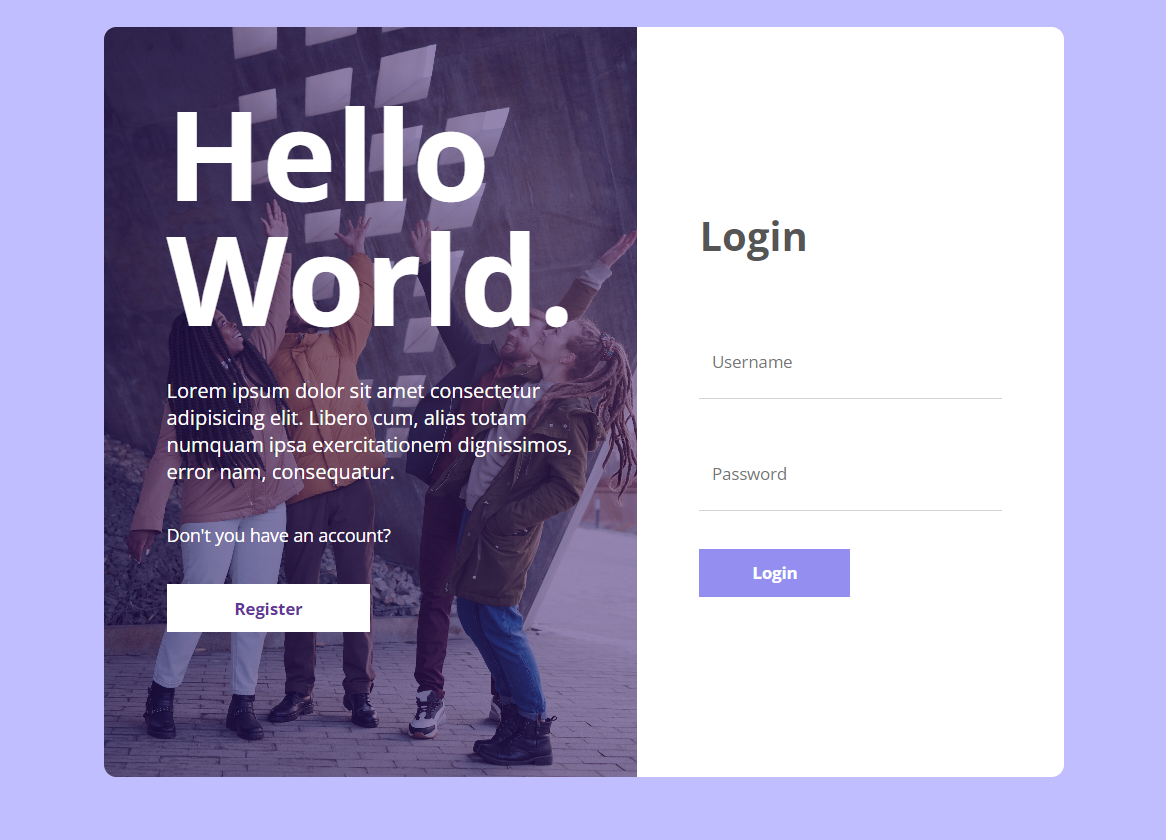 Hello
World.
Lorem ipsum dolor sit amet consectetur
adipisicing elit. Libero cum, alias totam
numquam ipsa exercitationem dignissimos,
error nam, consequatur.
Don't you have an account?
Register
Login
Username
Password
Login